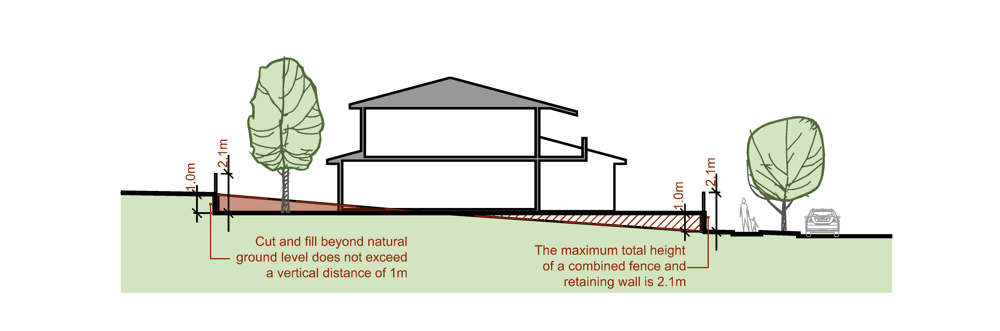 1.0m
2.1m
Cut and fill beyond natural
ground level does not exceed
a vertical distance of 1m
1.0m
2.1m
The maximum total height
of a combined fence and
retaining wall is 2.1m